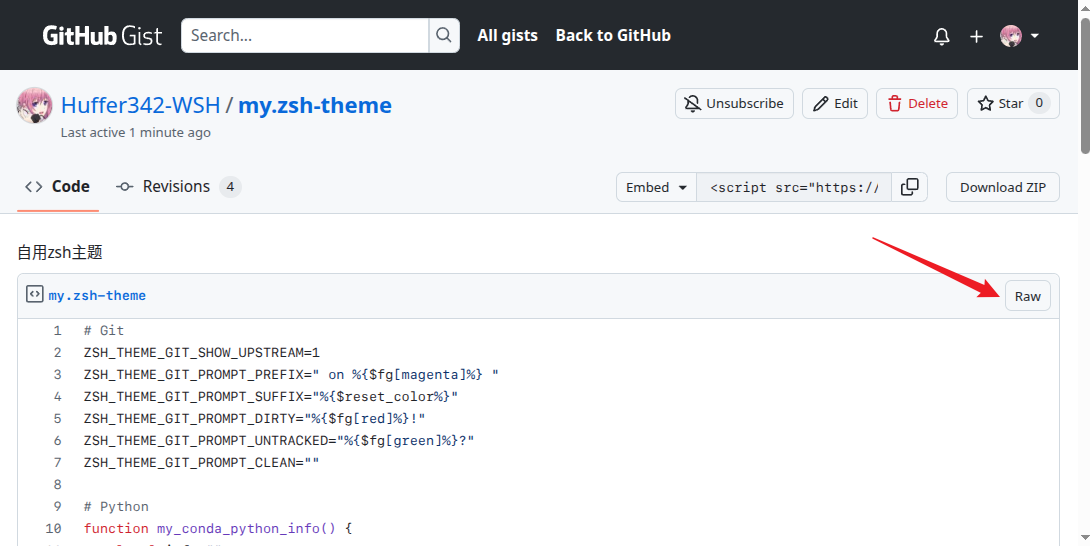 GitHub Gist Search... All gists Back to GitHub
Huffer342-WSH / my.zsh-theme Unsubscribe Edit Delete Star 0
Last active 1 minute ago
Code Revisions 4 Embed <script src="https:// Download ZIP
自用zsh主题
my.zsh-theme Raw
1 # Git
2 ZSH_THEME_GIT_SHOW_UPSTREAM=1
3 ZSH_THEME_GIT_PROMPT_PREFIX=" on %{$fg[magenta]%} "
4 ZSH_THEME_GIT_PROMPT_SUFFIX="%{$reset_color%}"
5 ZSH_THEME_GIT_PROMPT_DIRTY="%{$fg[red]%}!"
6 ZSH_THEME_GIT_PROMPT_UNTRACKED="%{$fg[green]%}?"
7 ZSH_THEME_GIT_PROMPT_CLEAN=""
8
9 # Python
10 function my_conda_python_info() {